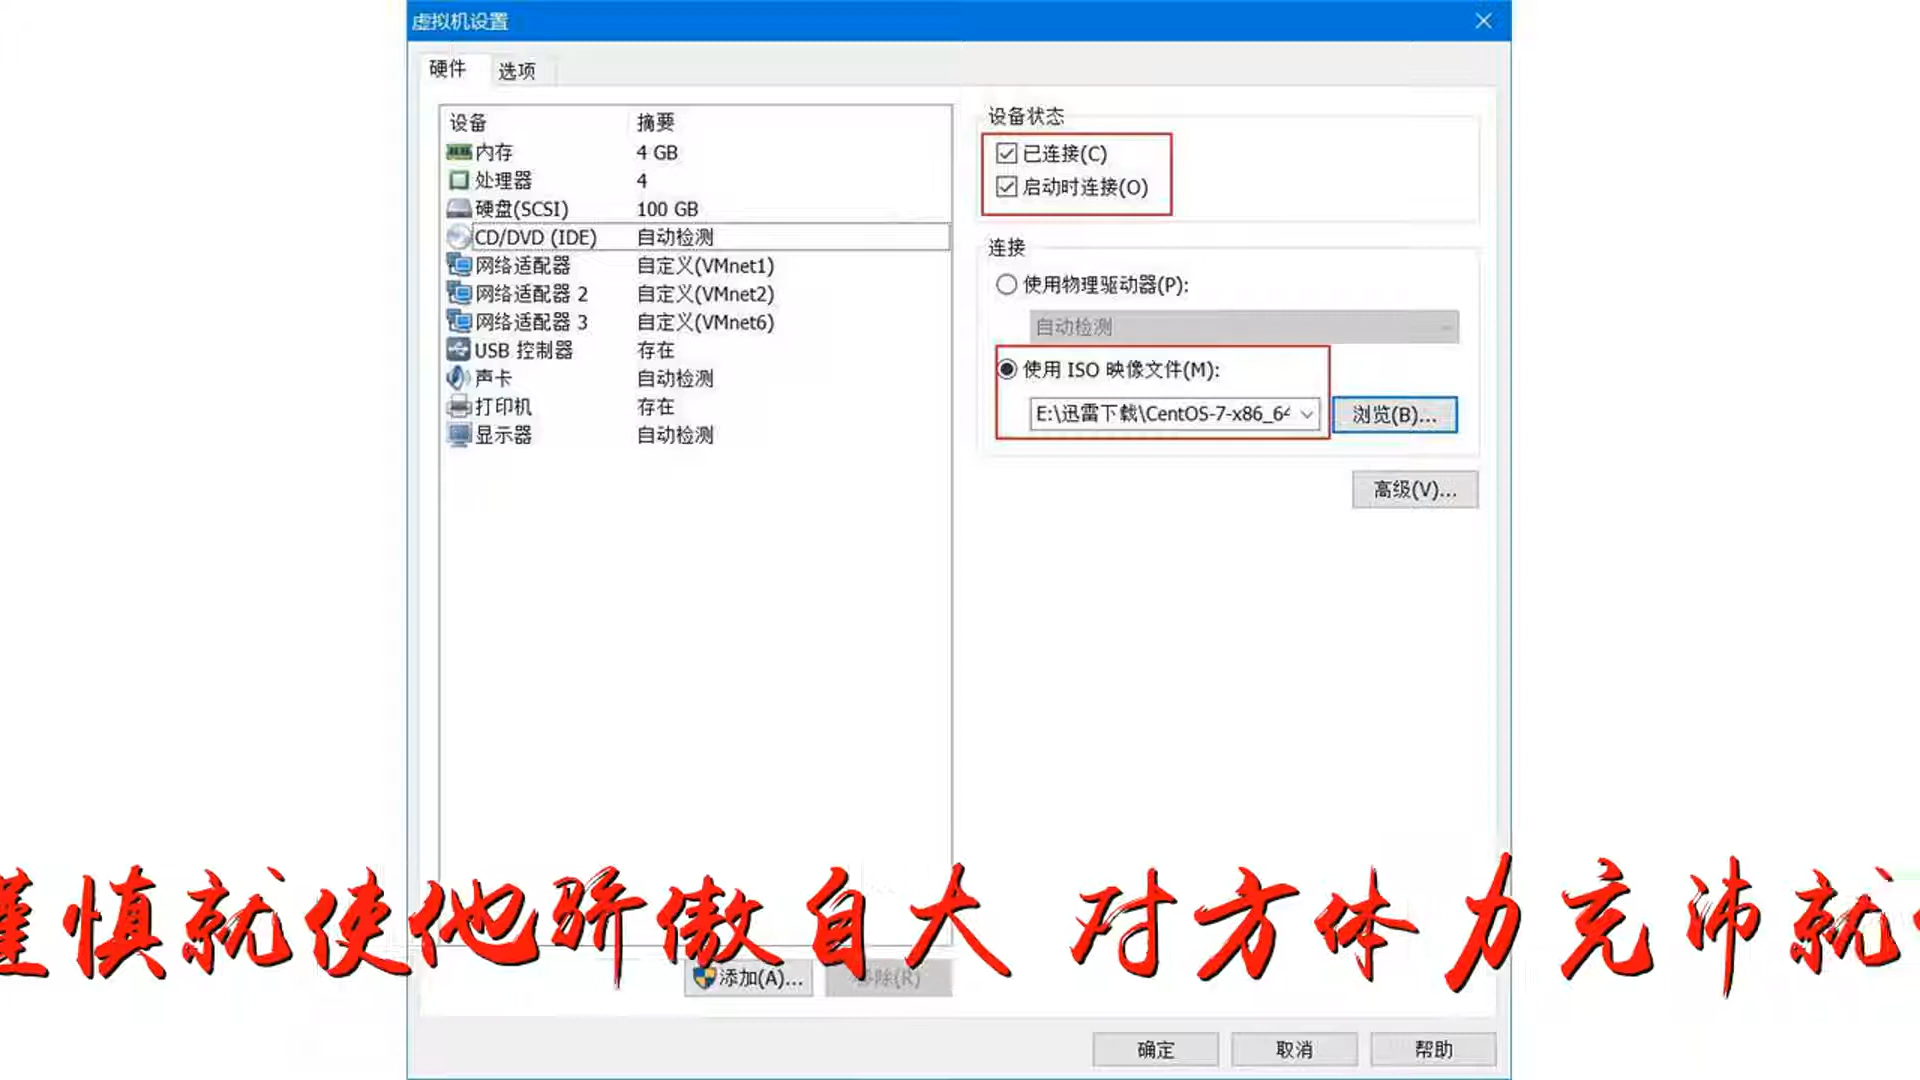 虚拟机设置
硬件 选项
设备 摘要
内存 4 GB
处理器 4
硬盘(SCSI) 100 GB
CD/DVD (IDE) 自动检测
网络适配器 自定义(VMnet1)
网络适配器 2 自定义(VMnet2)
网络适配器 3 自定义(VMnet6)
USB 控制器 存在
声卡 自动检测
打印机 存在
显示器 自动检测
设备状态
已连接(C)
启动时连接(O)
连接
使用物理驱动器(P):
自动检测
使用 ISO 映像文件(M):
E:\迅雷下载\CentOS-7-x86_64 浏览(B)...
高级(V)...
谨慎就使他骄傲自大 对方体力充沛就
添加(A)... 移除(R)
确定 取消 帮助